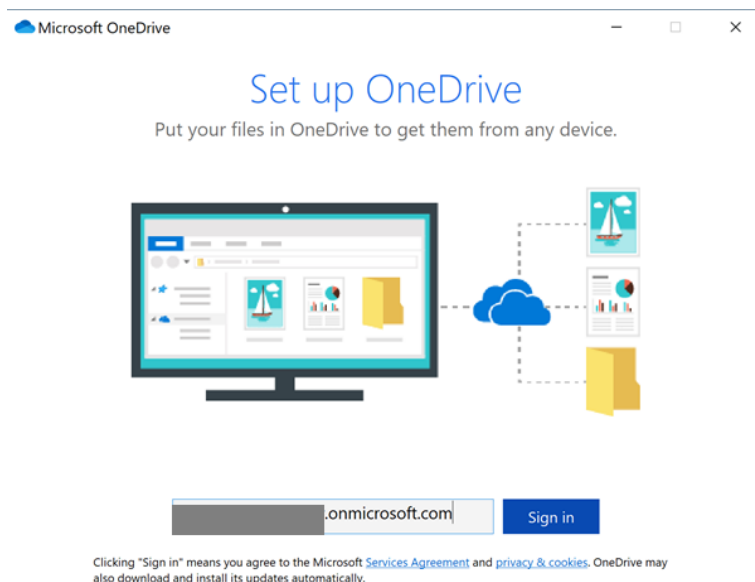 Microsoft OneDrive
Set up OneDrive
Put your files in OneDrive to get them from any device.
.onmicrosoft.com
Sign in
Clicking "Sign in" means you agree to the Microsoft Services Agreement and privacy & cookies. OneDrive may
also download and install its updates automatically.